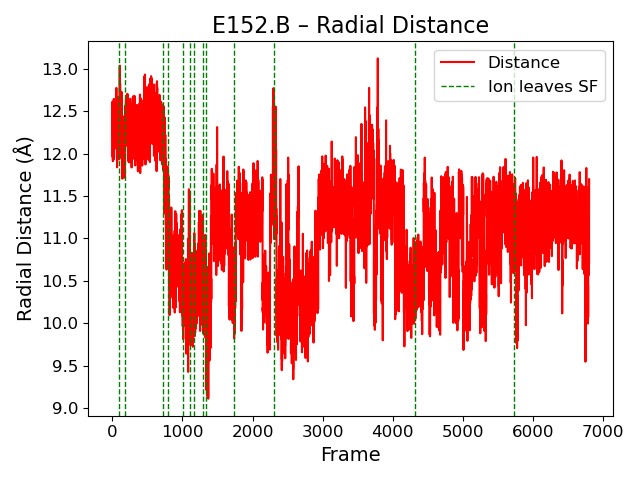 E152.B – Radial Distance
Radial Distance (Å)
13.0
12.5
12.0
11.5
11.0
10.5
10.0
9.5
9.0
Distance
Ion leaves SF
0 1000 2000 3000 4000 5000 6000 7000
Frame